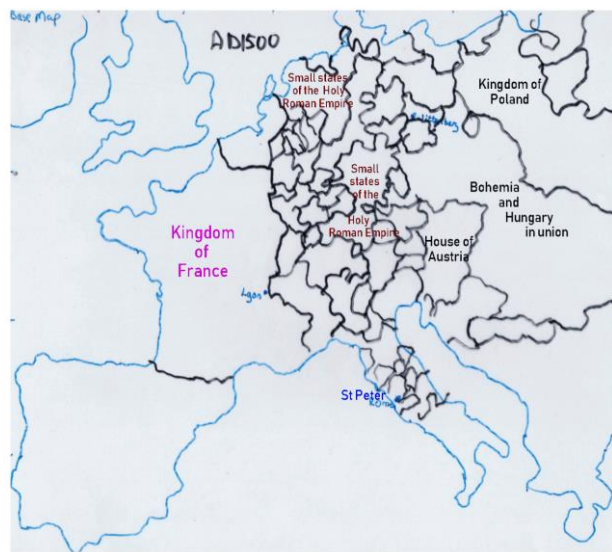 Base Map
AD1500
Small states
of the Holy
Roman Empire
Kingdom of
Poland
Wittenberg
Small
states
of the
Holy
Roman Empire
Bohemia
and
Hungary
in union
House of
Austria
Kingdom
of
France
Lyon
St Peter
Rome